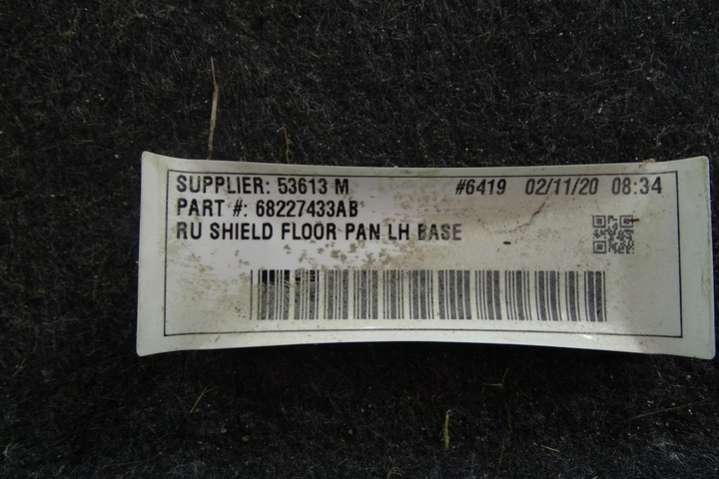 SUPPLIER: 53613 M #6419 02/11/20 08:34
PART #: 68227433AB
RU SHIELD FLOOR PAN LH BASE